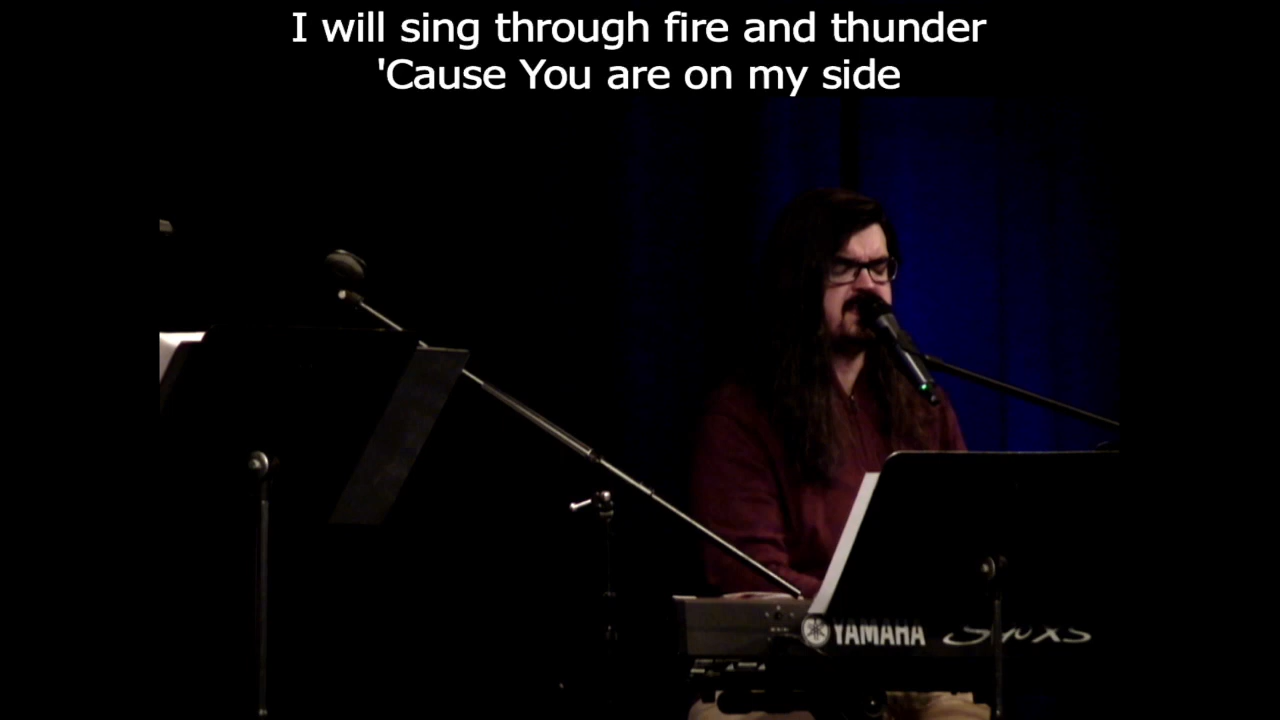 I will sing through fire and thunder
'Cause You are on my side
YAMAHA